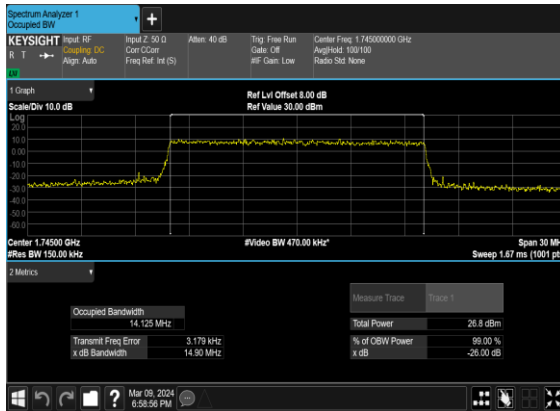 Spectrum Analyzer 1
Occupied BW
KEYSIGHT
R T
Input: RF
Coupling: DC
Align: Auto
Input Z: 50 Ω
Corr CCorr
Freq Ref: Int (S)
Atten: 40 dB
Trig: Free Run
Gate: Off
#IF Gain: Low
Center Freq: 1.745000000 GHz
Avg|Hold: 100/100
Radio Std: None
1 Graph
Scale/Div 10.0 dB
Ref Lvl Offset 8.00 dB
Ref Value 30.00 dBm
Log
20.0
10.0
0.00
-10.0
-20.0
-30.0
-40.0
-50.0
-60.0
Center 1.74500 GHz
#Res BW 150.00 kHz
#Video BW 470.00 kHz*
Span 30 MH
Sweep 1.67 ms (1001 pt
2 Metrics
Measure Trace
Trace 1
Occupied Bandwidth
14.125 MHz
Transmit Freq Error
3.179 kHz
x dB Bandwidth
14.90 MHz
Total Power
26.8 dBm
% of OBW Power
99.00 %
x dB
-26.00 dB
Mar 09, 2024
6:58:56 PM